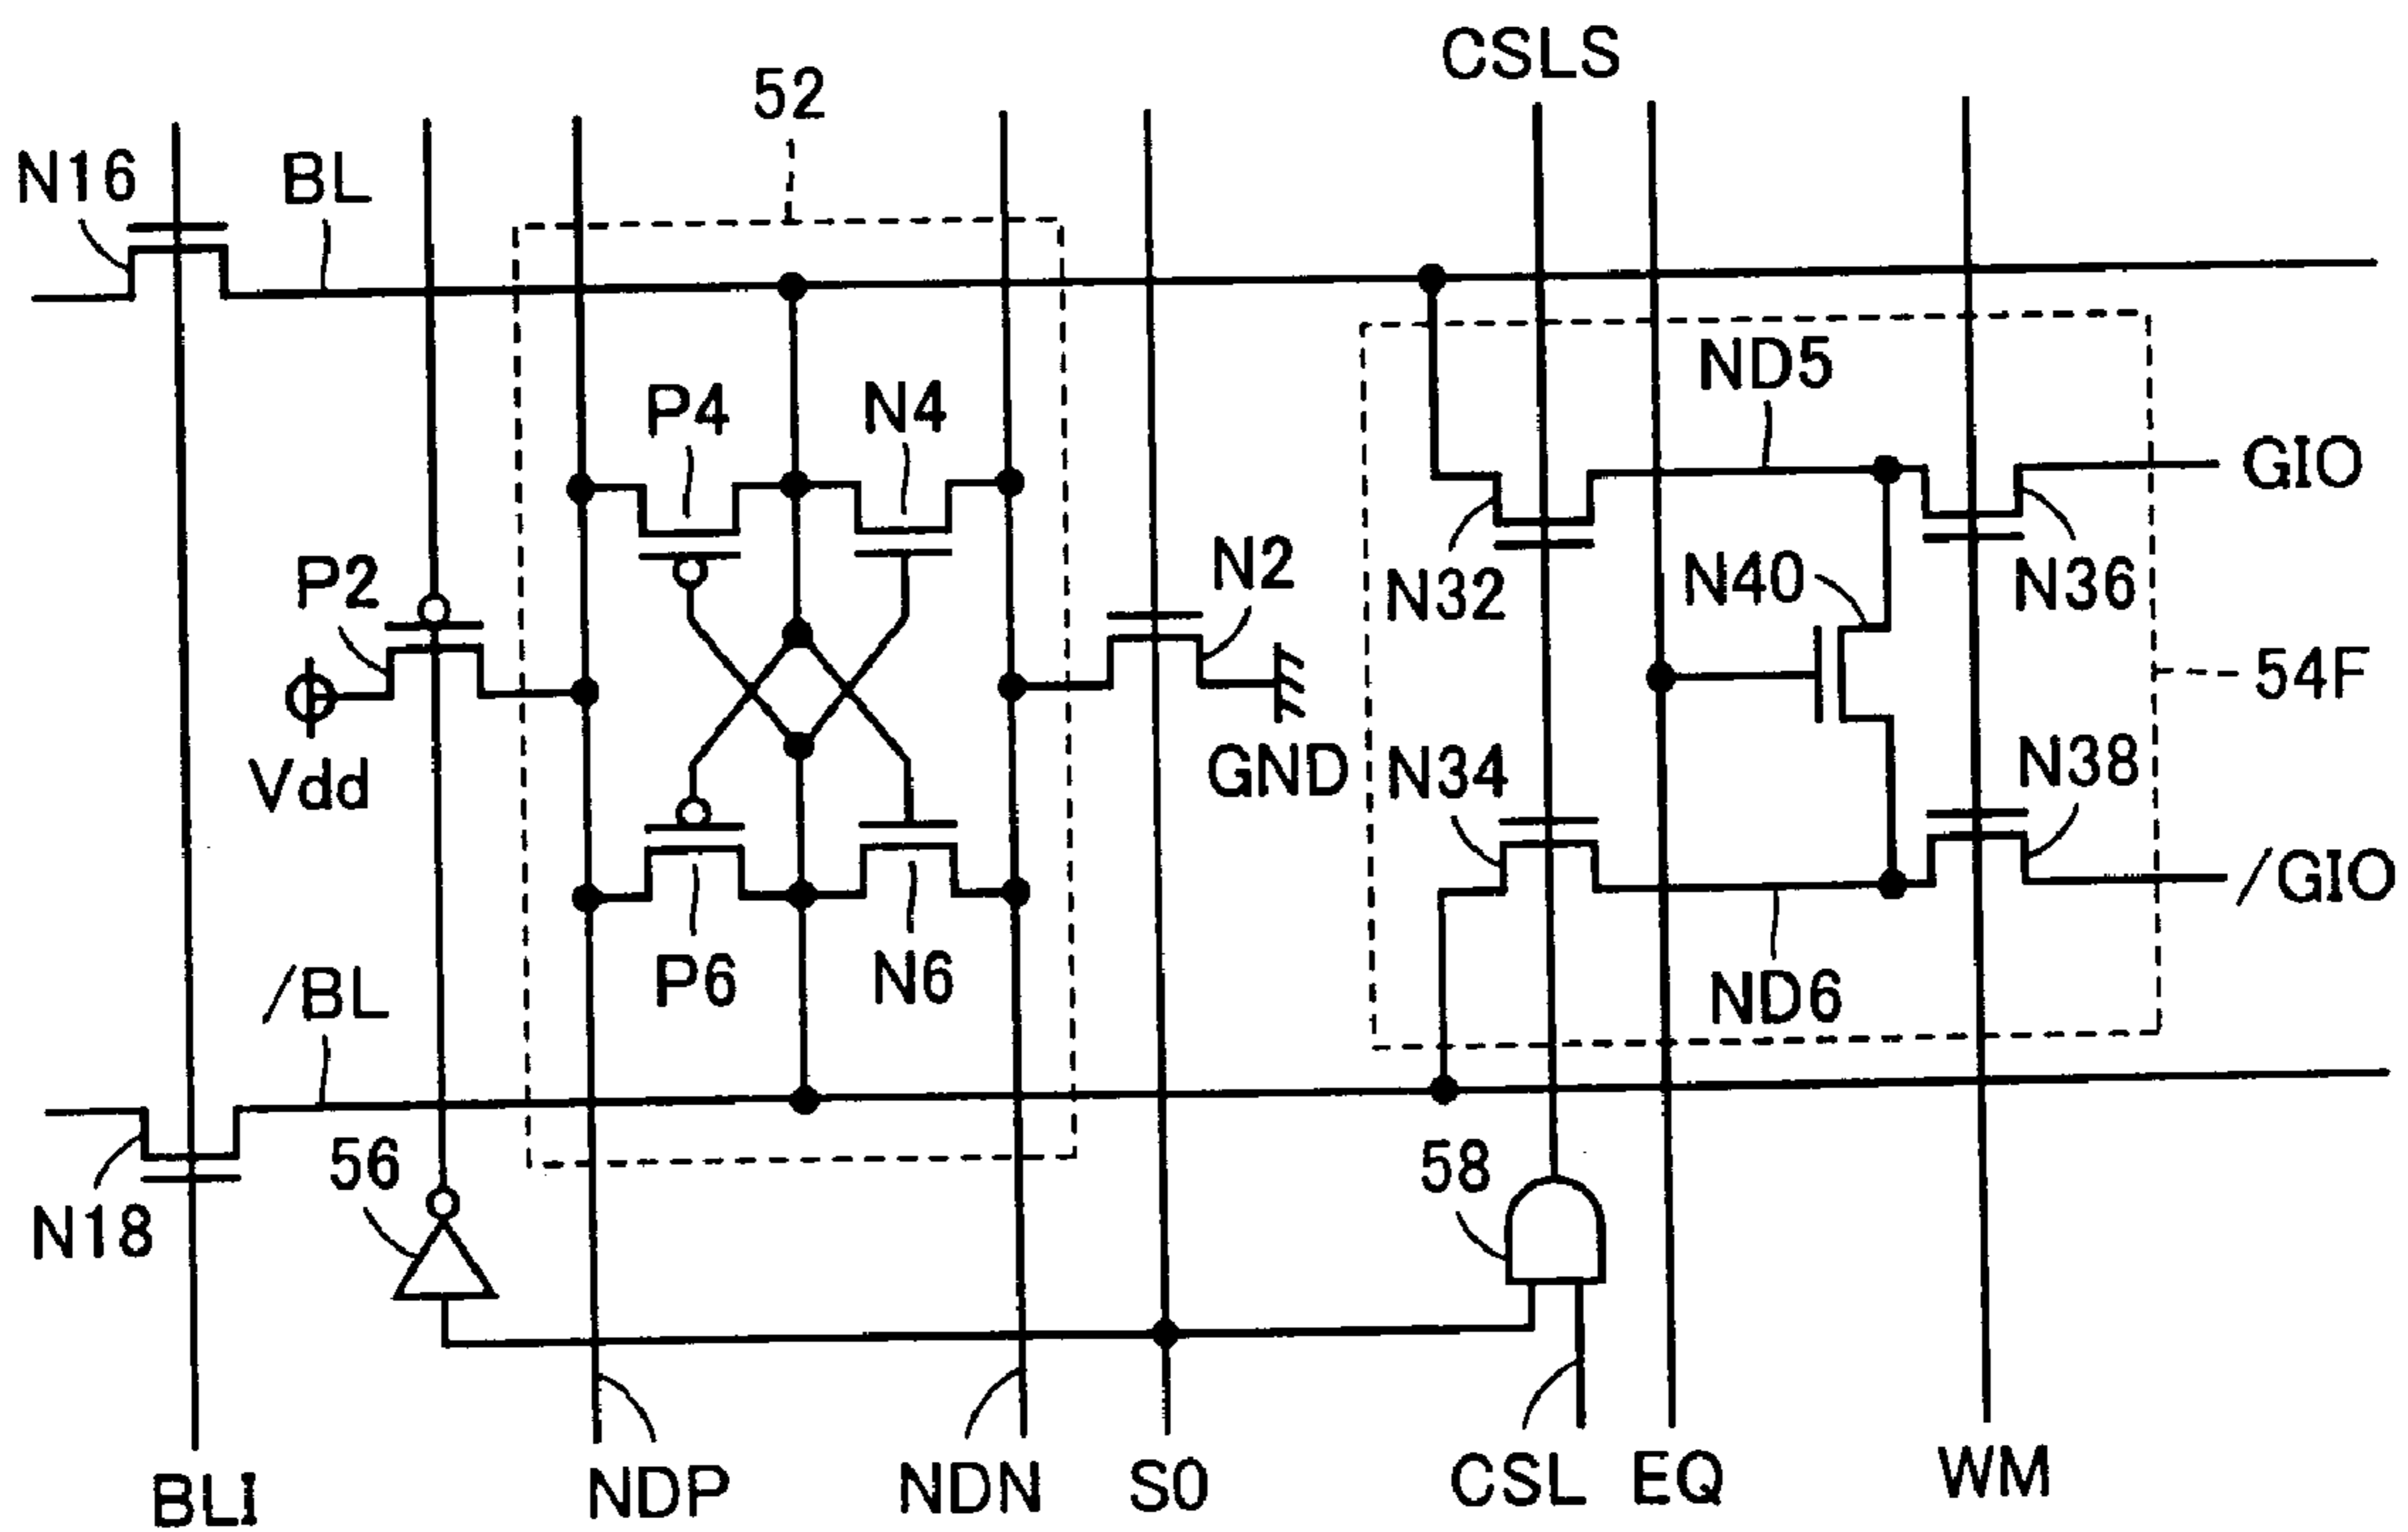 CSLS
52
N16
BL
ND5
P4
N4
GIO
P2
N2
N32
N40
N36
54F
Vdd
GND
N34
N38
/GIO
/BL
P6
N6
ND6
56
58
N18
BLI
NDP
NDN
S0
CSL
EQ
WM